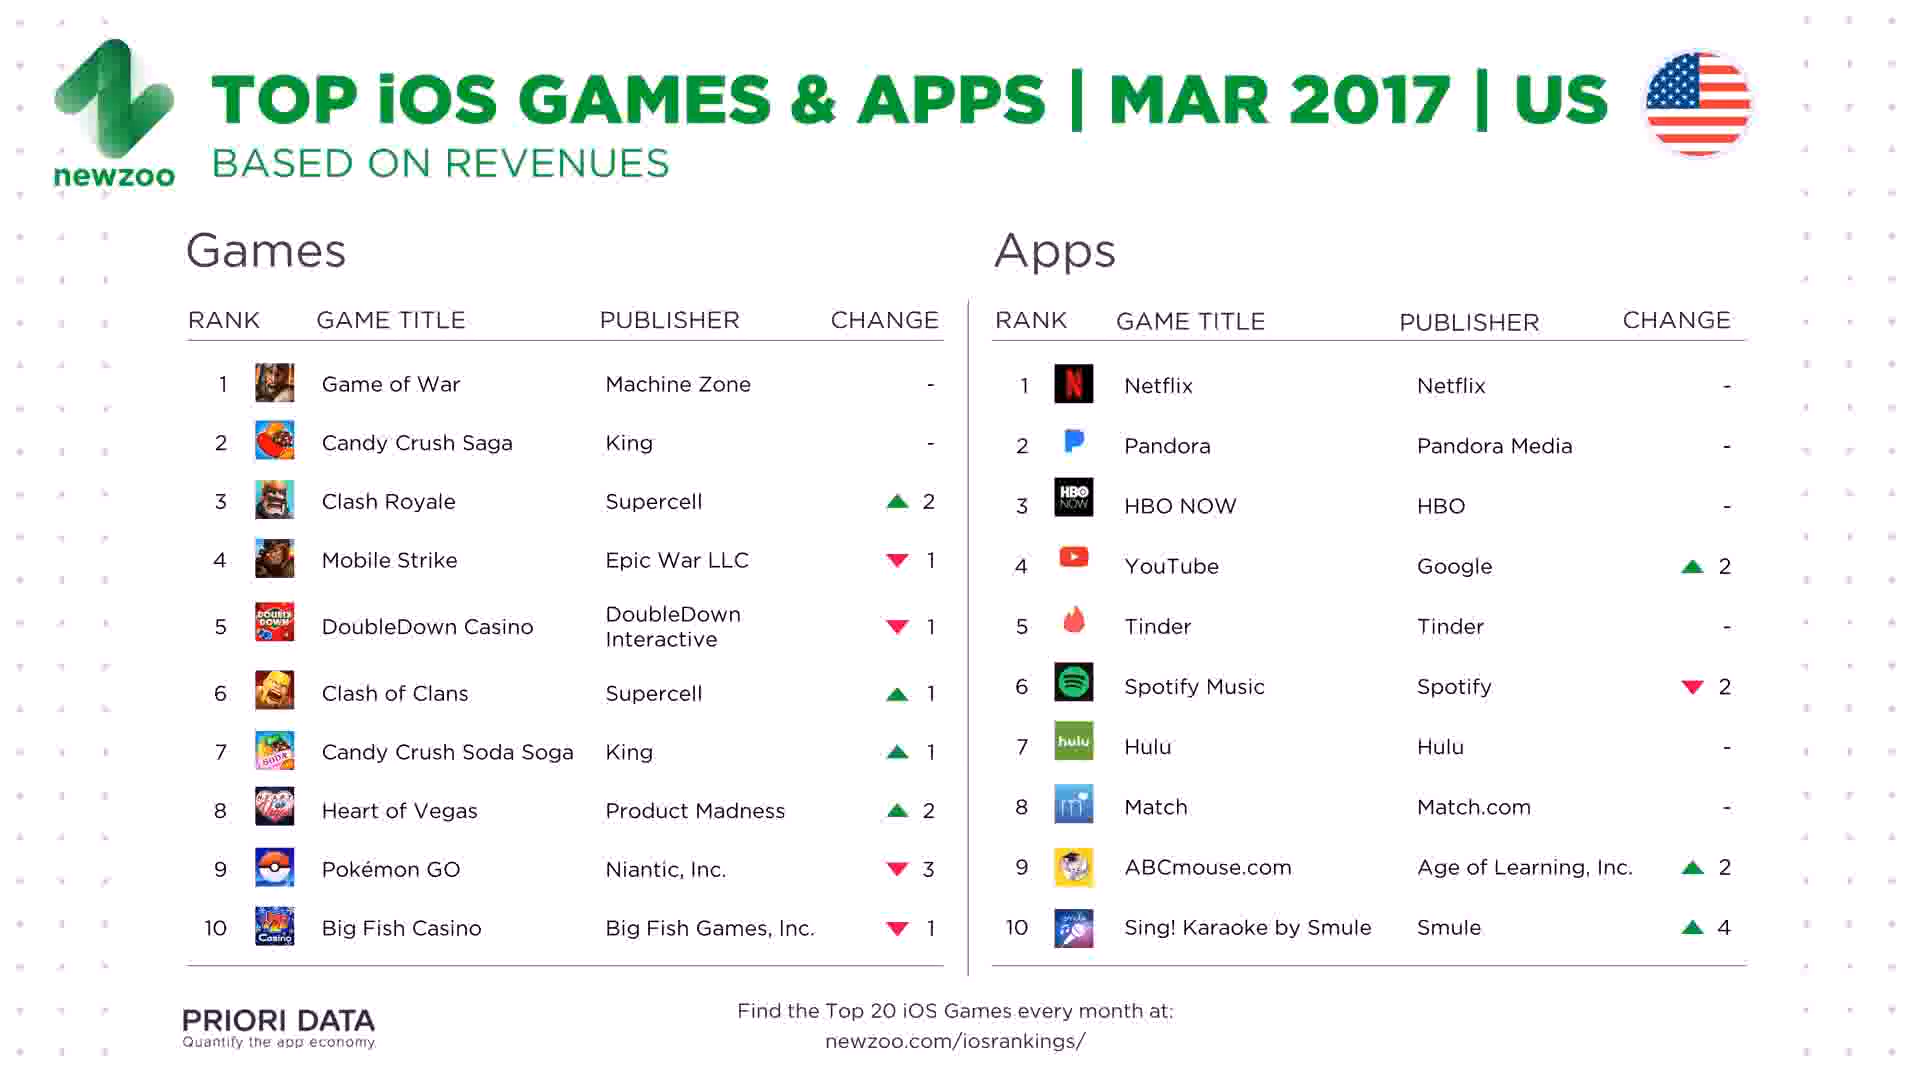 newzoo
TOP iOS GAMES & APPS | MAR 2017 | US
BASED ON REVENUES
Games
RANK GAME TITLE PUBLISHER CHANGE
1 Game of War Machine Zone -
2 Candy Crush Saga King -
3 Clash Royale Supercell ▲ 2
4 Mobile Strike Epic War LLC ▼ 1
5 DoubleDown Casino DoubleDown Interactive ▼ 1
6 Clash of Clans Supercell ▲ 1
7 Candy Crush Soda Soga King ▲ 1
8 Heart of Vegas Product Madness ▲ 2
9 Pokémon GO Niantic, Inc. ▼ 3
10 Big Fish Casino Big Fish Games, Inc. ▼ 1
Apps
RANK GAME TITLE PUBLISHER CHANGE
1 N Netflix Netflix -
2 P Pandora Pandora Media -
3 HBO NOW HBO NOW HBO -
4 YouTube Google ▲ 2
5 Tinder Tinder -
6 Spotify Music Spotify ▼ 2
7 hulu Hulu Hulu -
8 m Match Match.com -
9 ABCmouse.com Age of Learning, Inc. ▲ 2
10 Sing! Karaoke by Smule Smule ▲ 4
PRIORI DATA
Quantify the app economy.
Find the Top 20 iOS Games every month at:
newzoo.com/iosrankings/